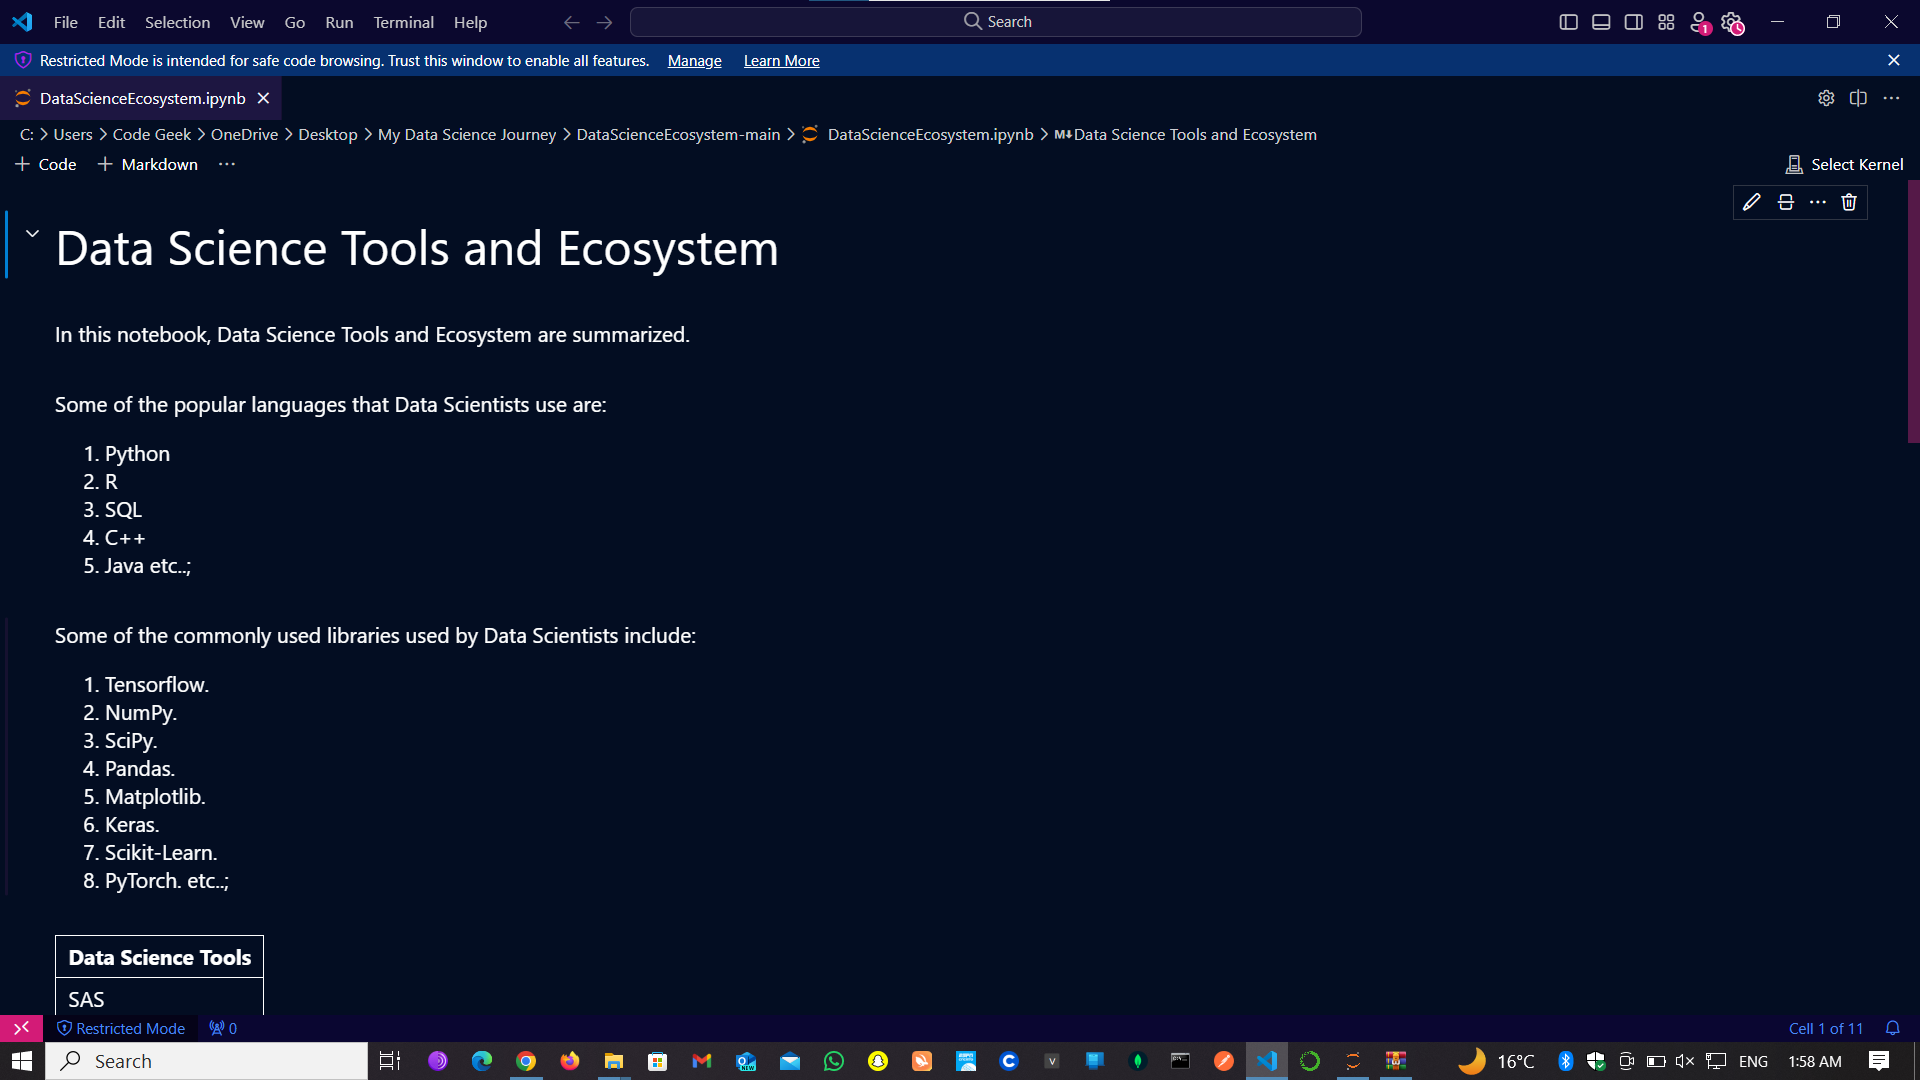 File Edit Selection View Go Run Terminal Help
Search
1
Restricted Mode is intended for safe code browsing. Trust this window to enable all features. Manage Learn More
DataScienceEcosystem.ipynb
C: > Users > Code Geek > OneDrive > Desktop > My Data Science Journey > DataScienceEcosystem-main > DataScienceEcosystem.ipynb > M↓Data Science Tools and Ecosystem
+ Code + Markdown ...
Select Kernel
Data Science Tools and Ecosystem
In this notebook, Data Science Tools and Ecosystem are summarized.
Some of the popular languages that Data Scientists use are:
1. Python
2. R
3. SQL
4. C++
5. Java etc..;
Some of the commonly used libraries used by Data Scientists include:
1. Tensorflow.
2. NumPy.
3. SciPy.
4. Pandas.
5. Matplotlib.
6. Keras.
7. Scikit-Learn.
8. PyTorch. etc..;
Data Science Tools
SAS
Restricted Mode 0
Cell 1 of 11
Search
NEW
16°C
ENG
1:58 AM